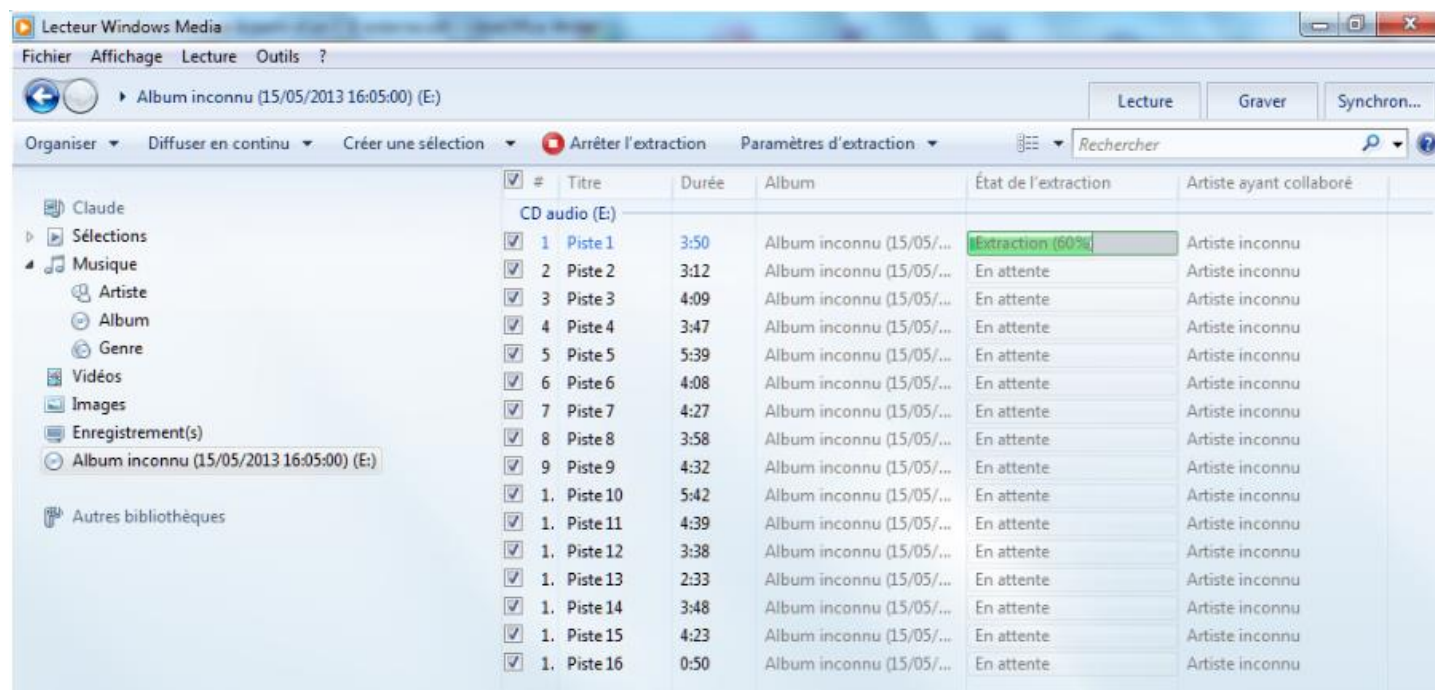 Lecteur Windows Media
Fichier Affichage Lecture Outils ?
Album inconnu (15/05/2013 16:05:00) (E:) Lecture Graver Synchron...
Organiser Diffuser en continu Créer une sélection Arrêter l'extraction Paramètres d'extraction Rechercher
# Titre Durée Album État de l'extraction Artiste ayant collaboré
Claude
CD audio (E:)
Sélections
1 Piste 1 3:50 Album inconnu (15/05/... Extraction (60% Artiste inconnu
Musique
2 Piste 2 3:12 Album inconnu (15/05/... En attente Artiste inconnu
Artiste
3 Piste 3 4:09 Album inconnu (15/05/... En attente Artiste inconnu
Album
4 Piste 4 3:47 Album inconnu (15/05/... En attente Artiste inconnu
Genre
5 Piste 5 5:39 Album inconnu (15/05/... En attente Artiste inconnu
Vidéos
6 Piste 6 4:08 Album inconnu (15/05/... En attente Artiste inconnu
Images
7 Piste 7 4:27 Album inconnu (15/05/... En attente Artiste inconnu
Enregistrement(s)
8 Piste 8 3:58 Album inconnu (15/05/... En attente Artiste inconnu
Album inconnu (15/05/2013 16:05:00) (E:)
9 Piste 9 4:32 Album inconnu (15/05/... En attente Artiste inconnu
1. Piste 10 5:42 Album inconnu (15/05/... En attente Artiste inconnu
Autres bibliothèques
1. Piste 11 4:39 Album inconnu (15/05/... En attente Artiste inconnu
1. Piste 12 3:38 Album inconnu (15/05/... En attente Artiste inconnu
1. Piste 13 2:33 Album inconnu (15/05/... En attente Artiste inconnu
1. Piste 14 3:48 Album inconnu (15/05/... En attente Artiste inconnu
1. Piste 15 4:23 Album inconnu (15/05/... En attente Artiste inconnu
1. Piste 16 0:50 Album inconnu (15/05/... En attente Artiste inconnu